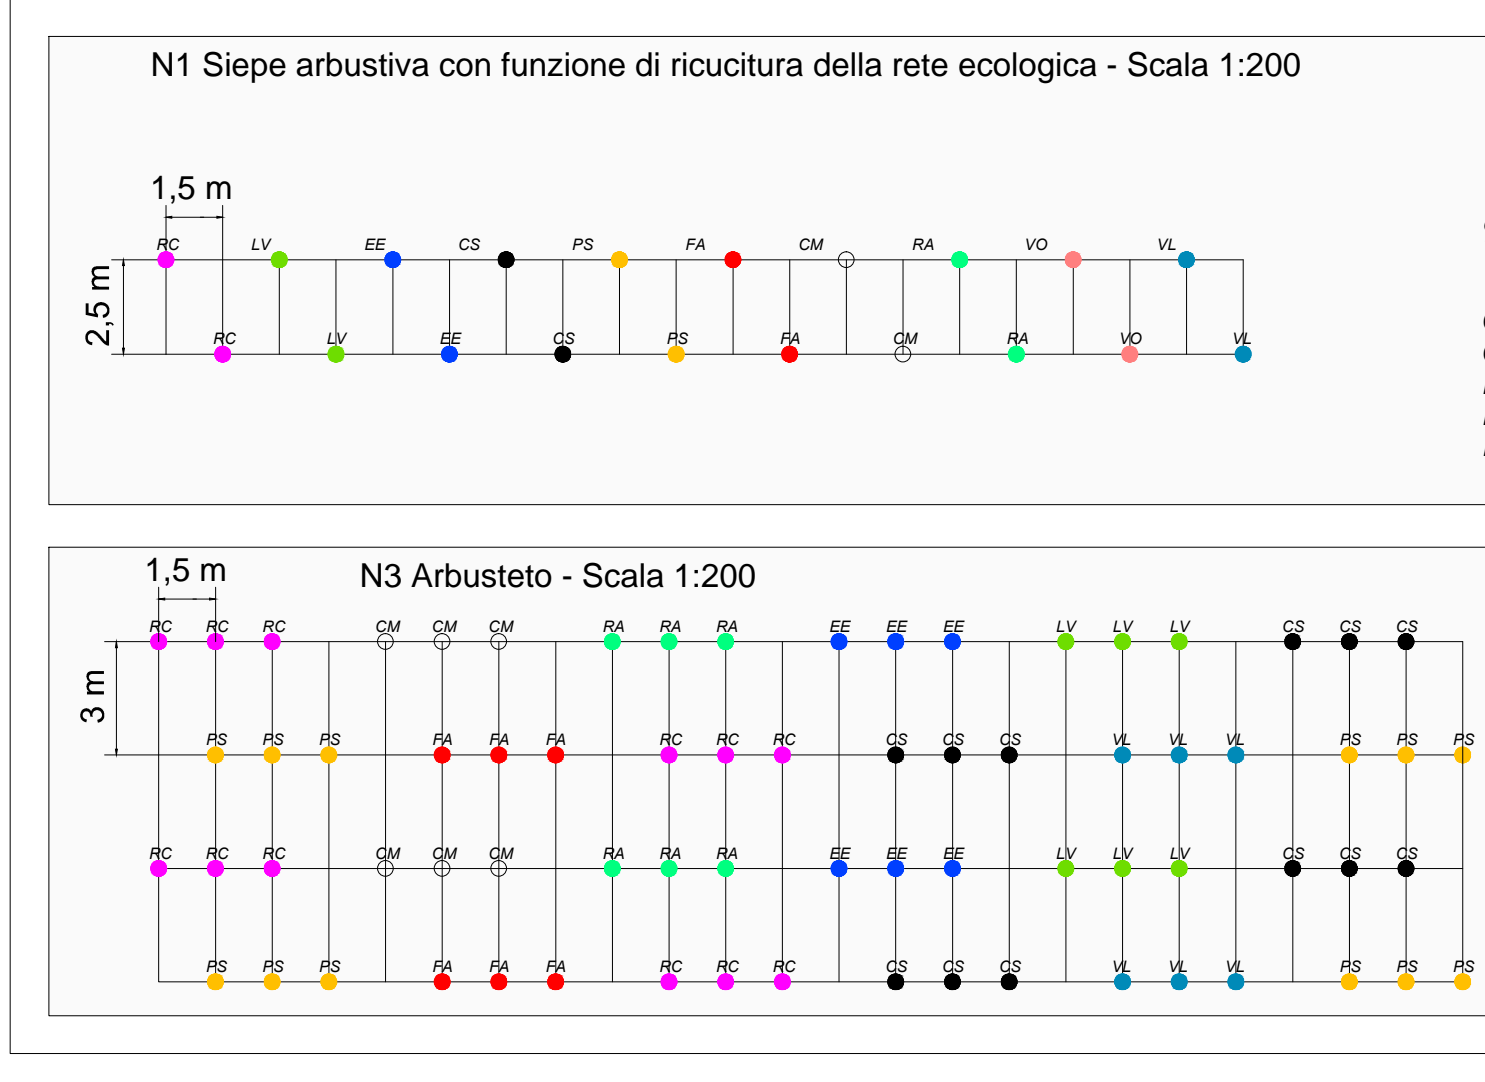 N1 Siepe arbustiva con funzione di ricucitura della rete ecologica - Scala 1:200
1,5 m
RC LV EE CS PS FA CM RA VO VL
2,5 m
RC LV EE CS PS FA CM RA VO VL
1,5 m
N3 Arbusteto - Scala 1:200
RC RC RC CM CM CM RA RA RA EE EE EE LV LV LV CS CS CS
3 m
PS PS PS FA FA FA RC RC RC CS CS CS VL VL VL PS PS PS
RC RC RC CM CM CM RA RA RA EE EE EE LV LV LV CS CS CS
PS PS PS FA FA FA RC RC RC CS CS CS VL VL VL PS PS PS